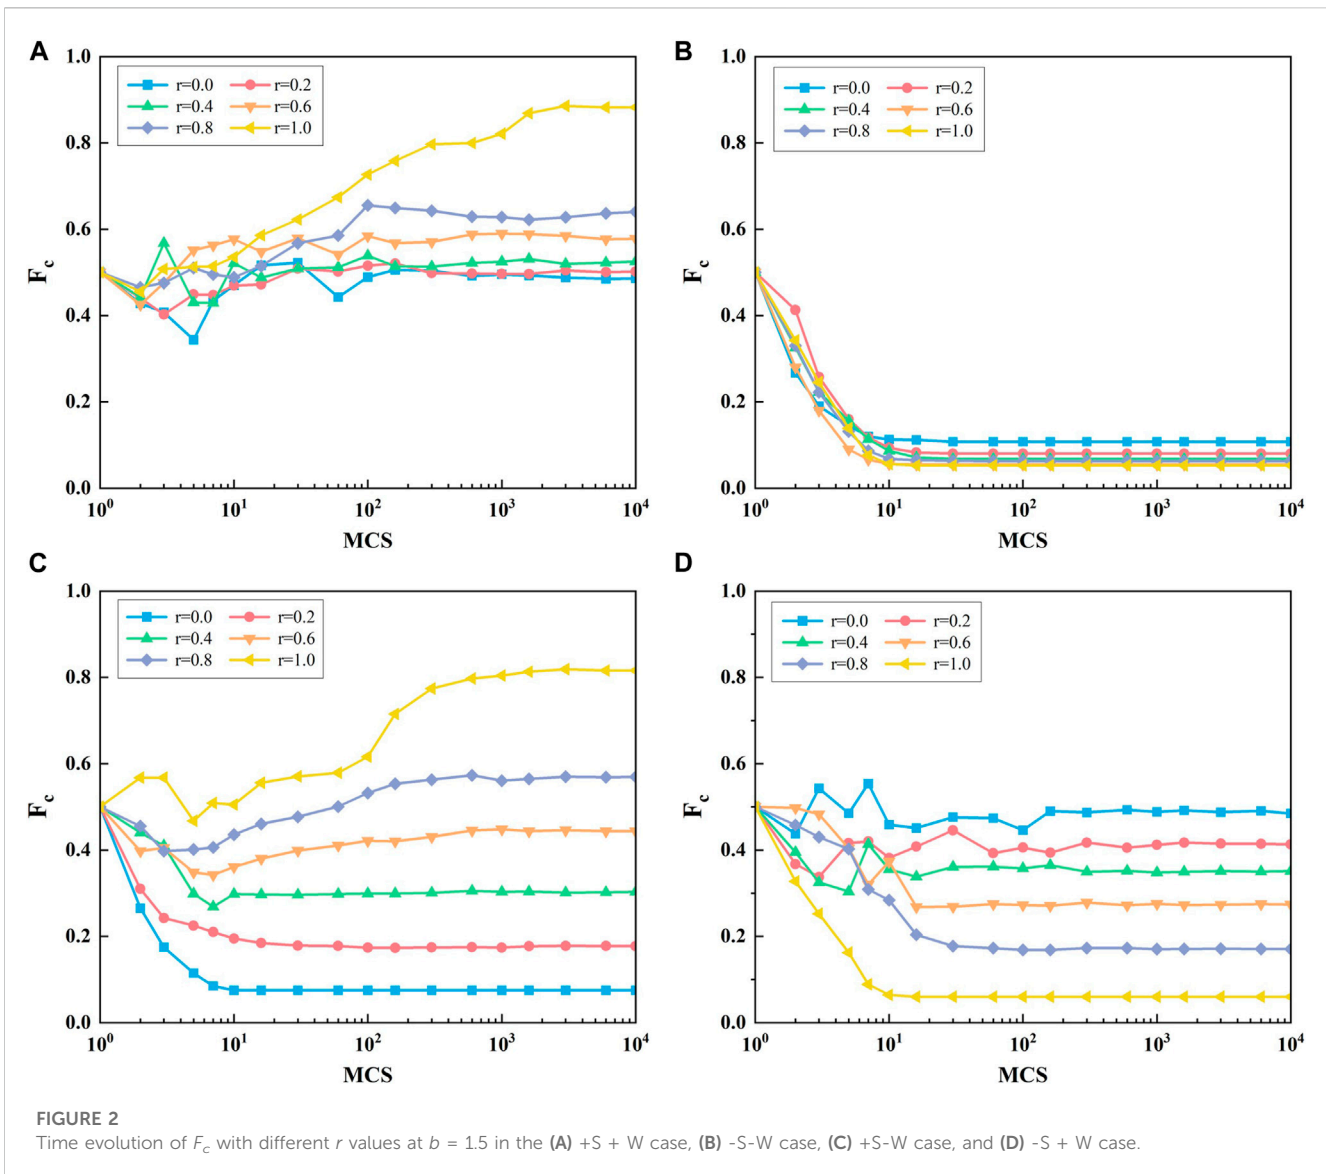 A
1.0
0.8
0.6
0.4
0.2
0.0
F_c
r=0.0 r=0.2
r=0.4 r=0.6
r=0.8 r=1.0
10^0 10^1 10^2 10^3 10^4
MCS
B
1.0
0.8
0.6
0.4
0.2
0.0
F_c
r=0.0 r=0.2
r=0.4 r=0.6
r=0.8 r=1.0
10^0 10^1 10^2 10^3 10^4
MCS
C
1.0
0.8
0.6
0.4
0.2
0.0
F_c
r=0.0 r=0.2
r=0.4 r=0.6
r=0.8 r=1.0
10^0 10^1 10^2 10^3 10^4
MCS
D
1.0
0.8
0.6
0.4
0.2
0.0
F_c
r=0.0 r=0.2
r=0.4 r=0.6
r=0.8 r=1.0
10^0 10^1 10^2 10^3 10^4
MCS
FIGURE 2
Time evolution of F_c with different r values at b = 1.5 in the (A) +S + W case, (B) -S-W case, (C) +S-W case, and (D) -S + W case.